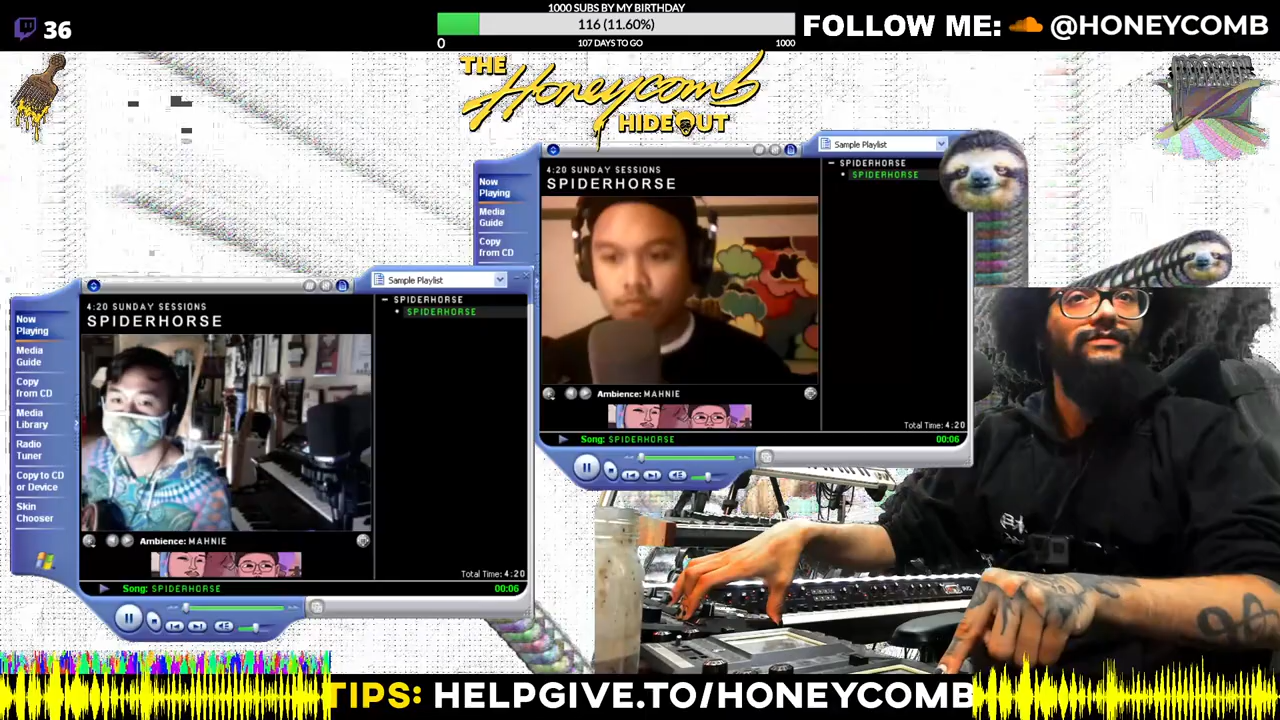 36
1000 SUBS BY MY BIRTHDAY
116 (11.60%)
0
107 DAYS TO GO
1000
FOLLOW ME: @HONEYCOMB
THE
Honeycomb
HIDEOUT
Sample Playlist
4:20 SUNDAY SESSIONS
SPIDERHORSE
SPIDERHORSE
SPIDERHORSE
Now
Playing
Media
Guide
Copy
from CD
Ambience: MAHNIE
Total Time: 4:20
Song: SPIDERHORSE
00:06
Sample Playlist
4:20 SUNDAY SESSIONS
SPIDERHORSE
SPIDERHORSE
SPIDERHORSE
Now
Playing
Media
Guide
Copy
from CD
Media
Library
Radio
Tuner
Copy to CD
or Device
Skin
Chooser
Ambience: MAHNIE
Total Time: 4:20
Song: SPIDERHORSE
00:06
TIPS: HELPGIVE.TO/HONEYCOMB